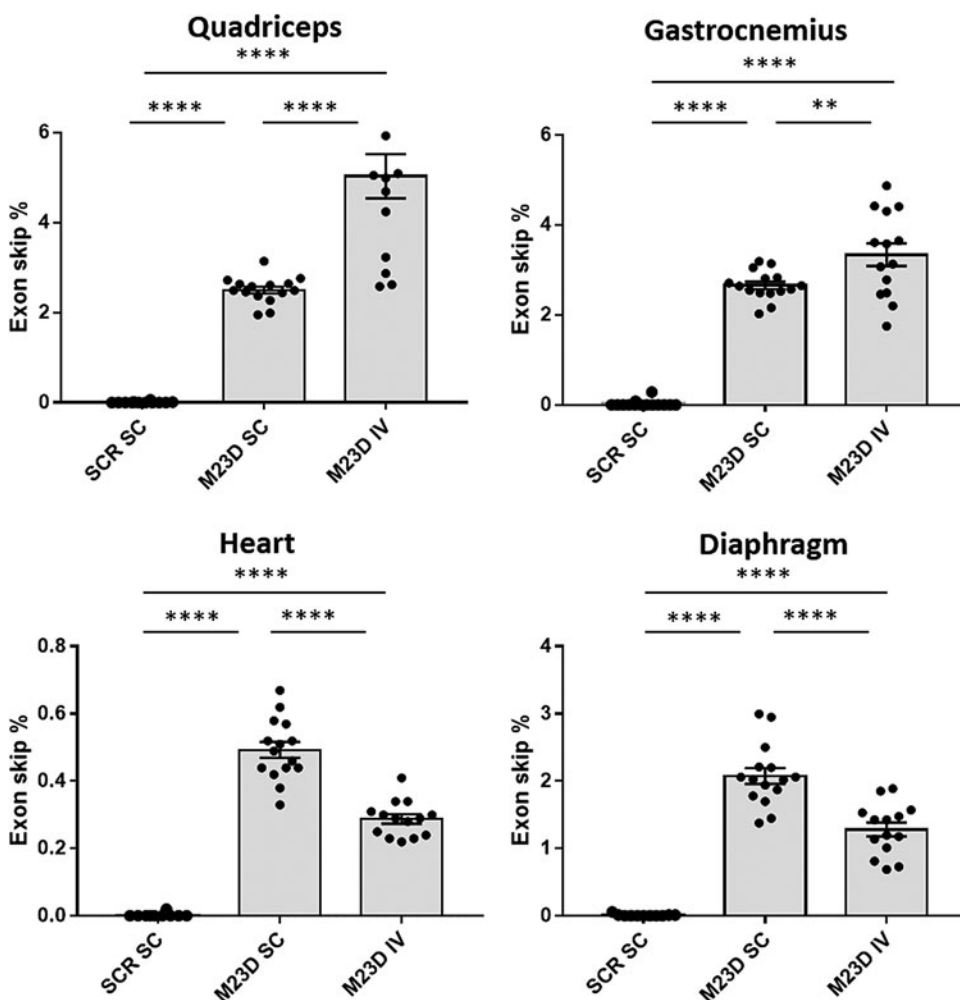 Quadriceps
****
**** ****
Exon skip %
6
4
2
0
SCR SC
M23D SC
M23D IV
Gastrocnemius
****
**** **
Exon skip %
6
4
2
0
SCR SC
M23D SC
M23D IV
Heart
****
**** ****
Exon skip %
0.8
0.6
0.4
0.2
0.0
SCR SC
M23D SC
M23D IV
Diaphragm
****
**** ****
Exon skip %
4
3
2
1
0
SCR SC
M23D SC
M23D IV